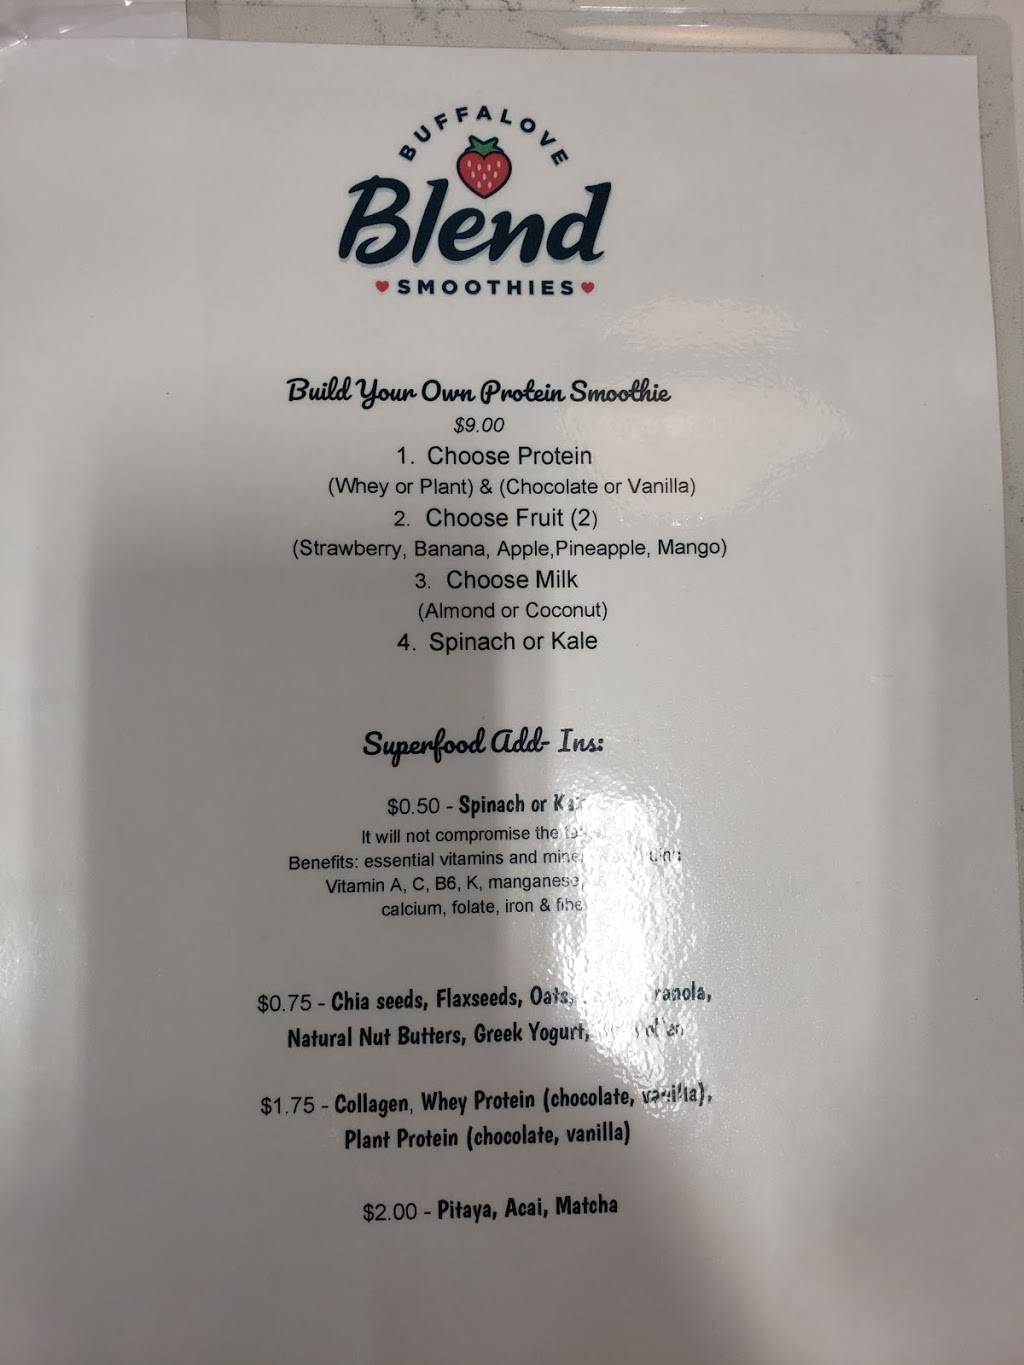 BUFFALOVE
Blend
SMOOTHIES
Build Your Own Protein Smoothie
$9.00
1. Choose Protein
(Whey or Plant) & (Chocolate or Vanilla)
2. Choose Fruit (2)
(Strawberry, Banana, Apple,Pineapple, Mango)
3. Choose Milk
(Almond or Coconut)
4. Spinach or Kale
Superfood Add- Ins:
$0.50 - Spinach or
It will not compromise the
Benefits: essential vitamins and
Vitamin A, C, B6, K, manganese,
calcium, folate, iron &
$0.75 - Chia seeds, Flaxseeds, Oats,
Natural Nut Butters, Greek Yogurt,
$1.75 - Collagen, Whey Protein (chocolate, vanilla),
Plant Protein (chocolate, vanilla)
$2.00 - Pitaya, Acai, Matcha